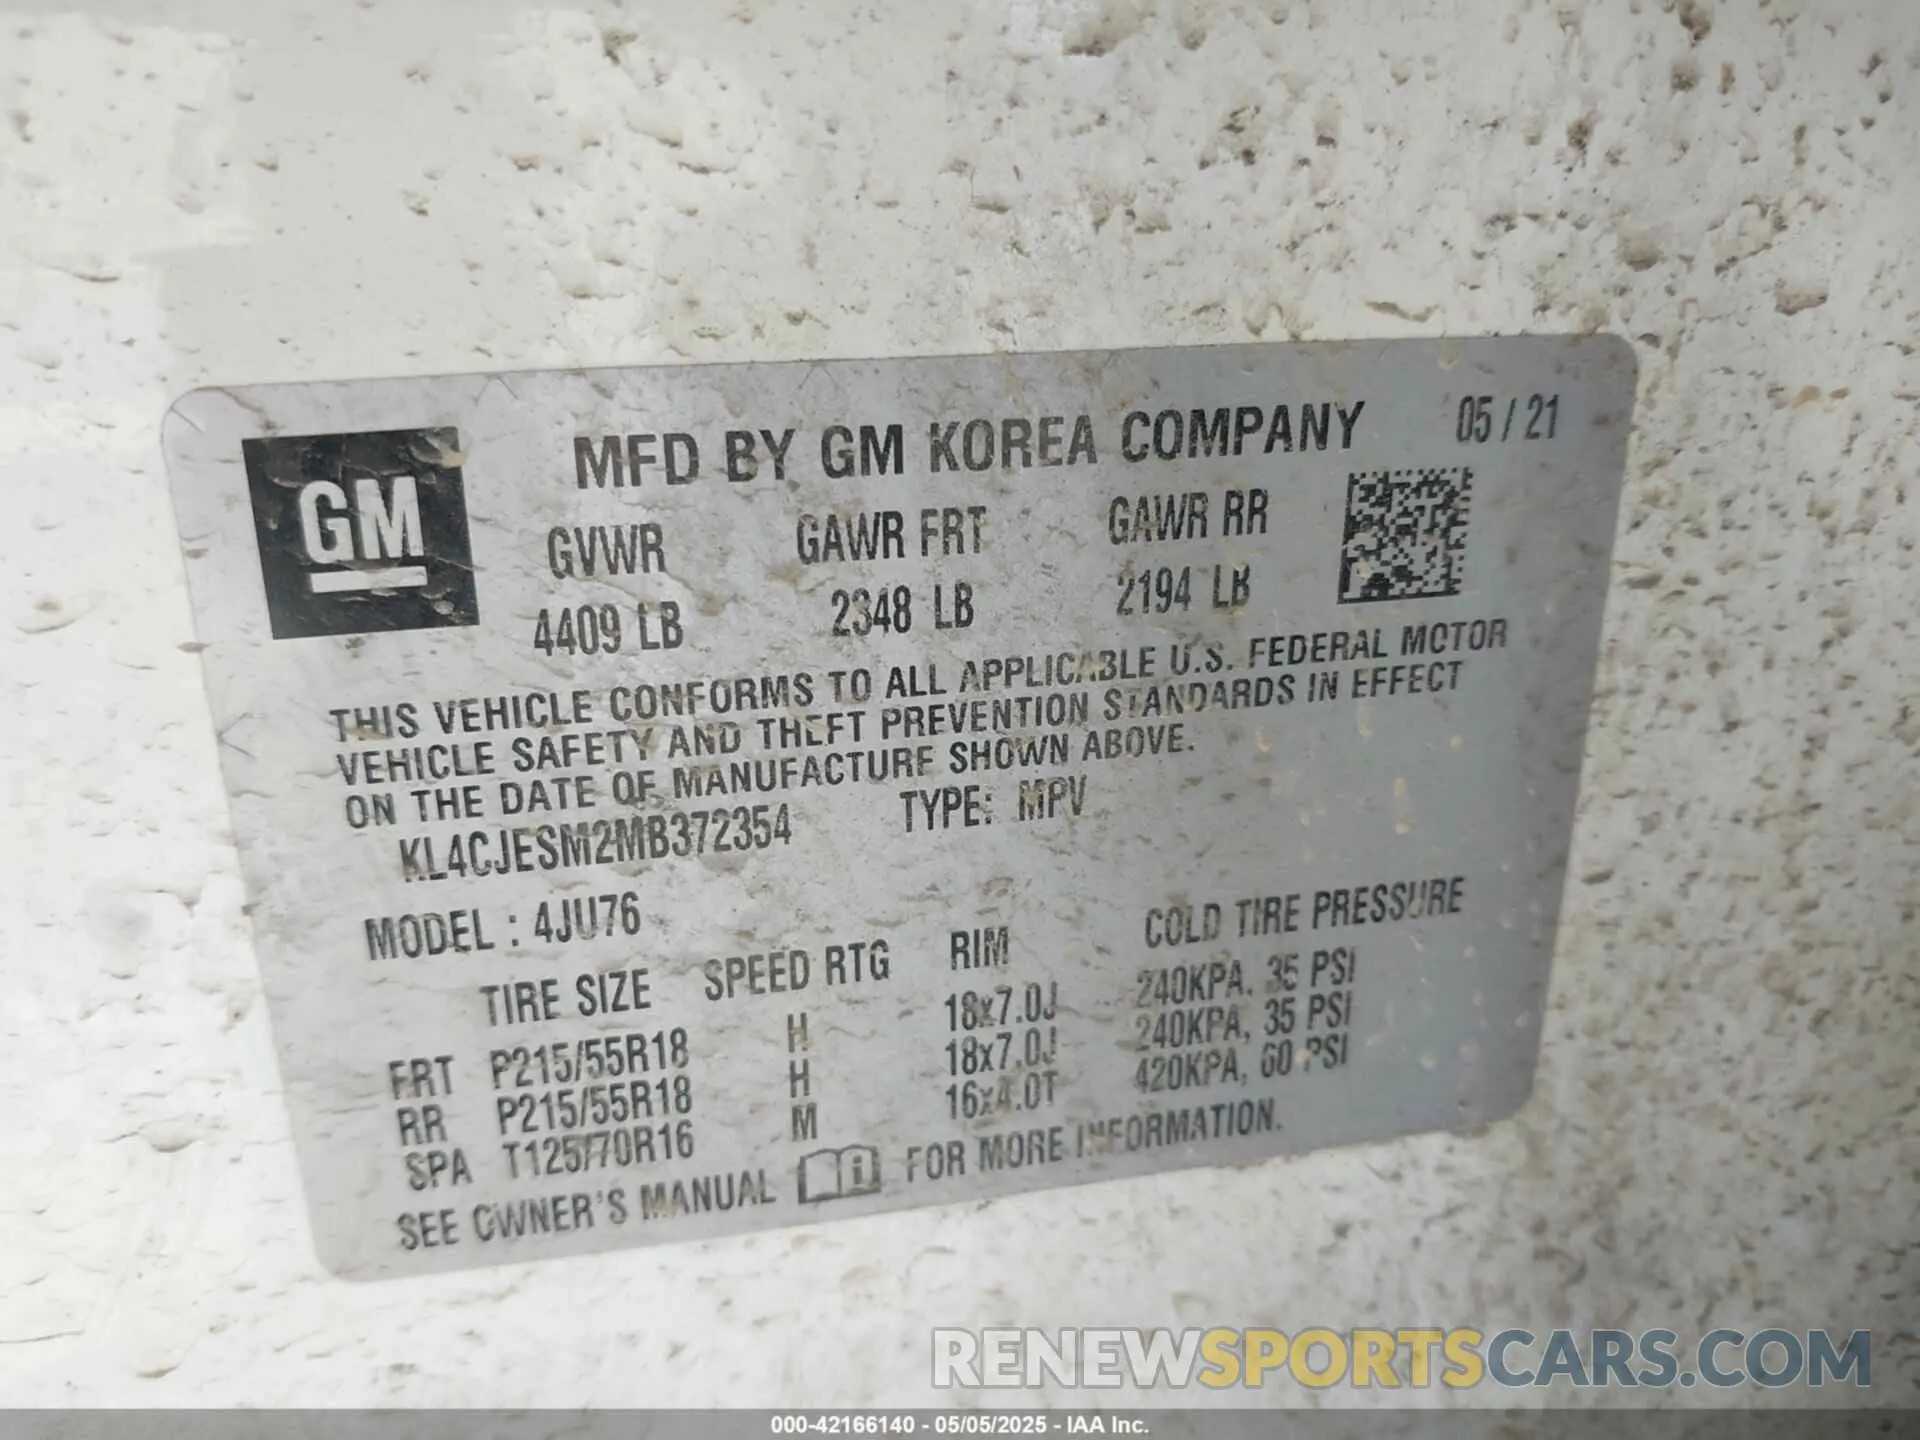 GM
MFD BY GM KOREA COMPANY 05 / 21
GVWR GAWR FRT GAWR RR
4409 LB 2348 LB 2194 LB
THIS VEHICLE CONFORMS TO ALL APPLICABLE U.S. FEDERAL MOTOR
VEHICLE SAFETY AND THEFT PREVENTION STANDARDS IN EFFECT
ON THE DATE OF MANUFACTURE SHOWN ABOVE.
KL4CJESM2MB372354 TYPE: MPV
MODEL : 4JU76
TIRE SIZE SPEED RTG RIM COLD TIRE PRESSURE
FRT P215/55R18 H 18x7.0J 240KPA, 35 PSI
RR P215/55R18 H 18x7.0J 240KPA, 35 PSI
SPA T125/70R16 M 16x4.0T 420KPA, 60 PSI
SEE OWNER'S MANUAL i FOR MORE INFORMATION.
RENEWSPORTSCARS.COM
000-42166140 - 05/05/2025 - IAA Inc.